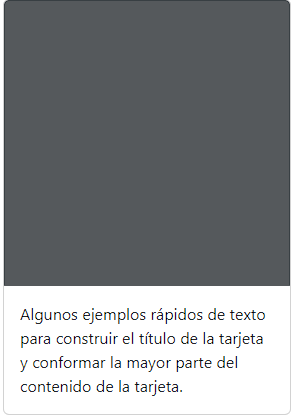 Algunos ejemplos rápidos de texto
para construir el título de la tarjeta
y conformar la mayor parte del
contenido de la tarjeta.